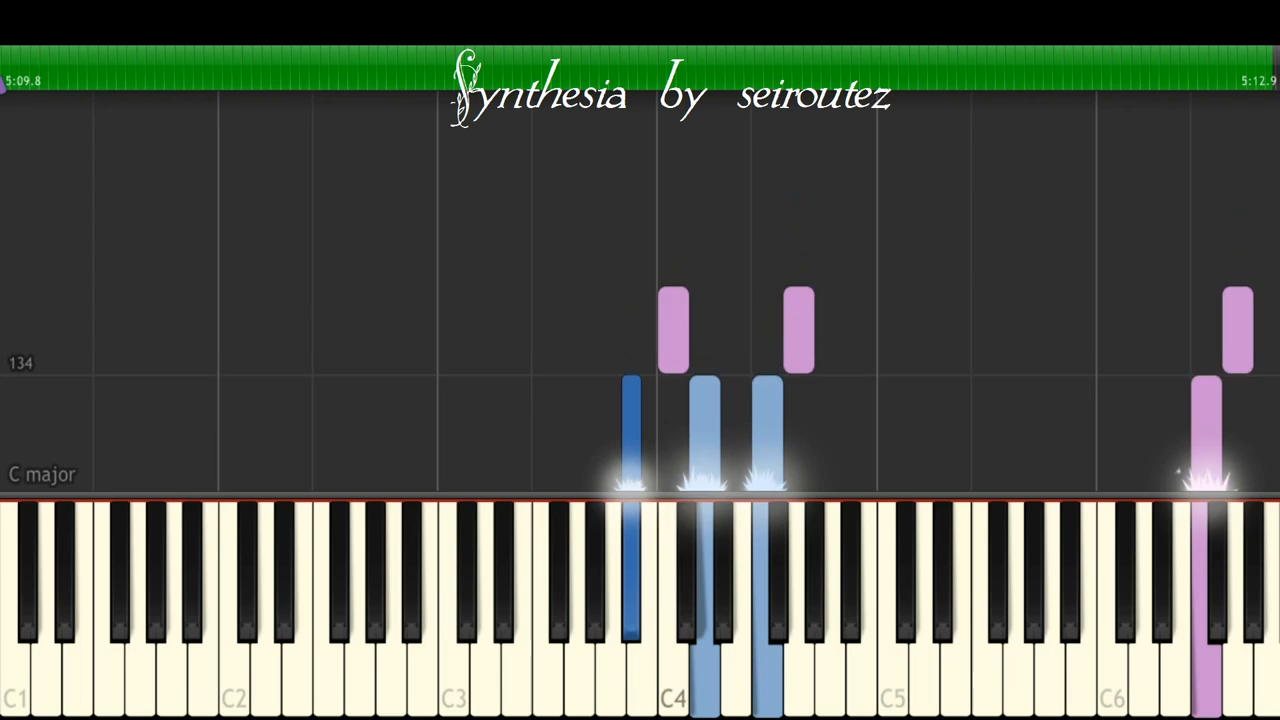 Synthesia by seiroutez
5:09.8
5:12.9
134
C major
C1 C2 C3 C4 C5 C6